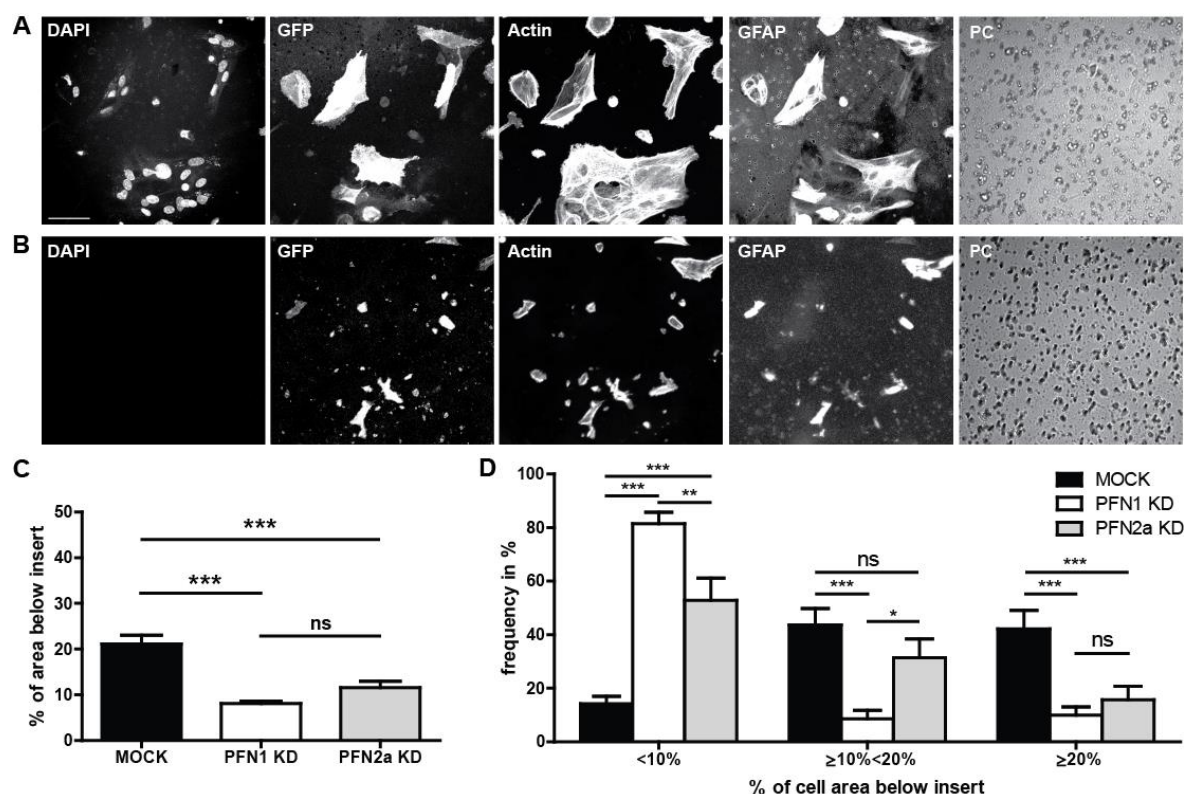 A
DAPI
GFP
Actin
GFAP
PC
B
DAPI
GFP
Actin
GFAP
PC
C
% of area below insert
50
40
30
20
10
0
***
***
ns
MOCK
PFN1 KD
PFN2a KD
D
frequency in %
100
80
60
40
20
0
MOCK
PFN1 KD
PFN2a KD
***
***
**
ns
***
*
***
***
ns
<10%
≥10%<20%
≥20%
% of cell area below insert